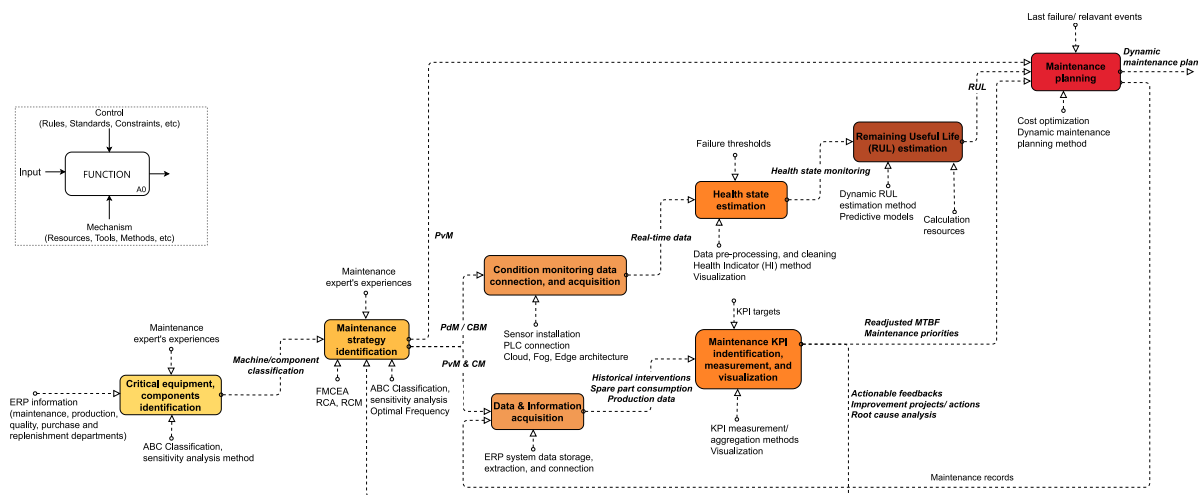 Last failure/ relevant events
Dynamic
maintenance plan
Maintenance
planning
Cost optimization
Dynamic maintenance
planning method
RUL
Control
(Rules, Standards, Constraints, etc)
Input
FUNCTION
A0
Mechanism
(Resources, Tools, Methods, etc)
Remaining Useful Life
(RUL) estimation
Dynamic RUL
estimation method
Predictive models
Calculation
resources
Failure thresholds
Health state monitoring
Health state
estimation
Data pre-processing, and cleaning
Health Indicator (HI) method
Visualization
PvM
Real-time data
Condition monitoring data
connection, and acquisition
Sensor installation
PLC connection
Cloud, Fog, Edge architecture
Maintenance
expert's experiences
PdM / CBM
Maintenance
strategy
identification
PvM & CM
FMCEA
RCA, RCM
ABC Classification,
sensitivity analysis
Optimal Frequency
Maintenance
expert's experiences
Machine/component
classification
Critical equipment,
components
identification
ERP information
(maintenance, production,
quality, purchase and
replenishment departments)
ABC Classification,
sensitivity analysis method
KPI targets
Maintenance KPI
indentification,
measurement, and
visualization
Readjusted MTBF
Maintenance priorities
Historical interventions
Spare part consumption
Production data
Data & Information
acquisition
ERP system data storage,
extraction, and connection
KPI measurement/
aggregation methods
Visualization
Actionable feedbacks
Improvement projects/ actions
Root cause analysis
Maintenance records